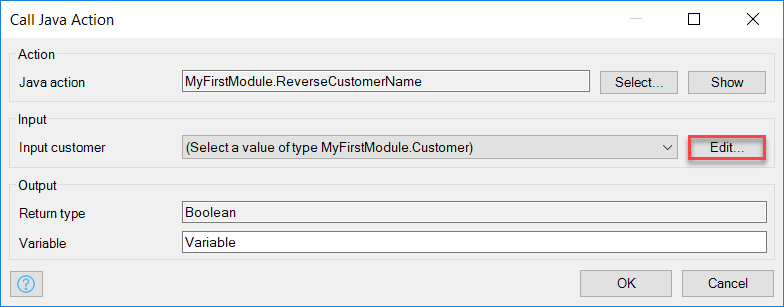 Call Java Action
Action
Java action MyFirstModule.ReverseCustomerName Select... Show
Input
Input customer (Select a value of type MyFirstModule.Customer) Edit...
Output
Return type Boolean
Variable Variable
? OK Cancel